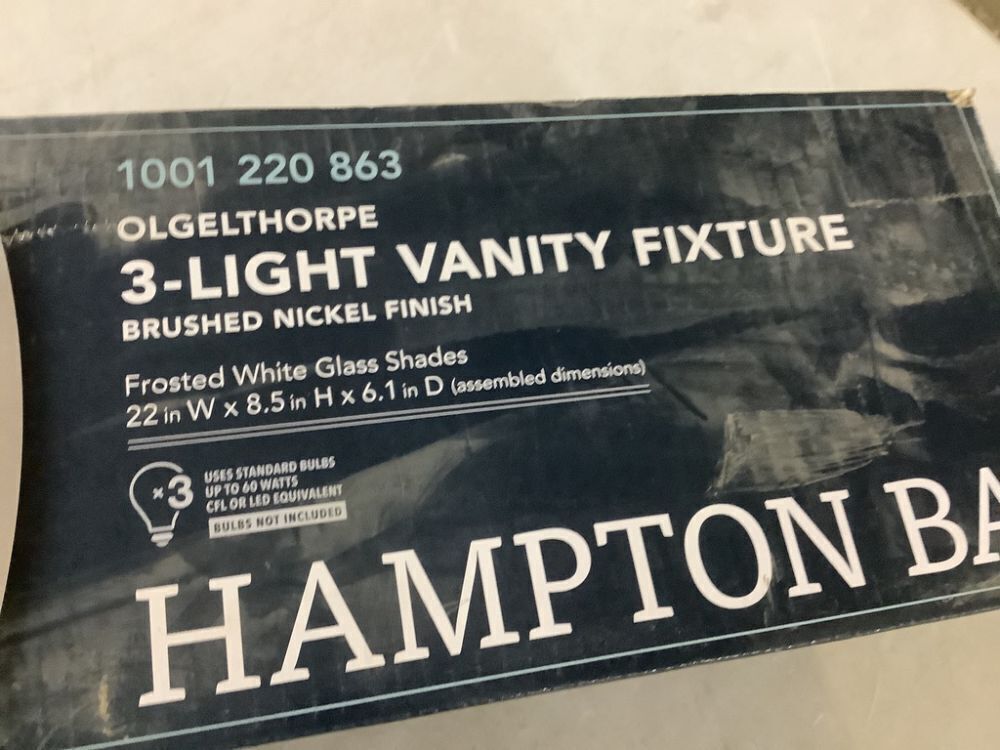 1001 220 863
OLGELTHORPE
3-LIGHT VANITY FIXTURE
BRUSHED NICKEL FINISH
Frosted White Glass Shades
22 in W x 8.5 in H x 6.1 in D (assembled dimensions)
×3
USES STANDARD BULBS
UP TO 60 WATTS
CFL OR LED EQUIVALENT
BULBS NOT INCLUDED
HAMPTON BA